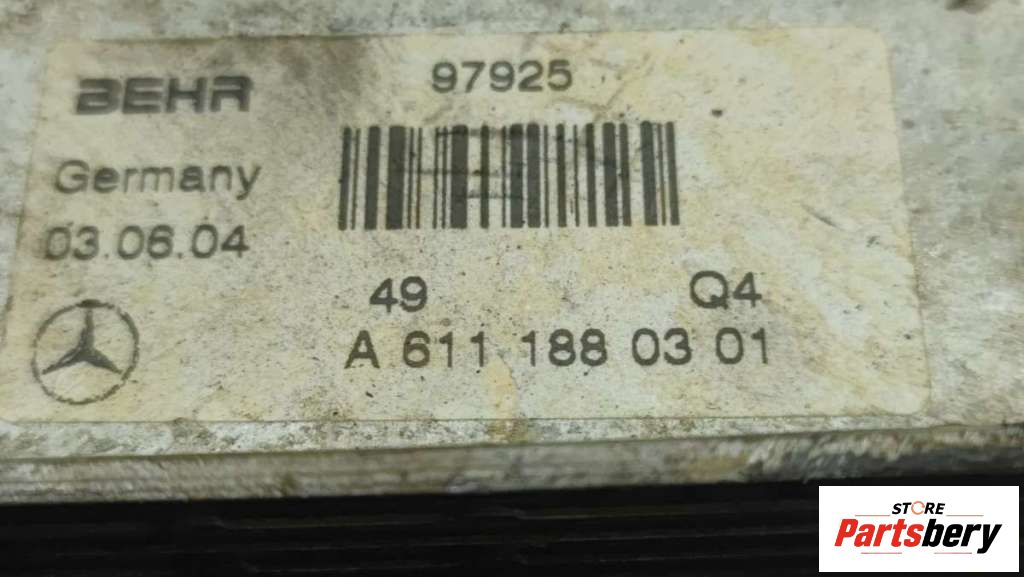 BEHR
97925
Germany
03.06.04
49
Q4
A 611 188 03 01
STORE
Partsbery